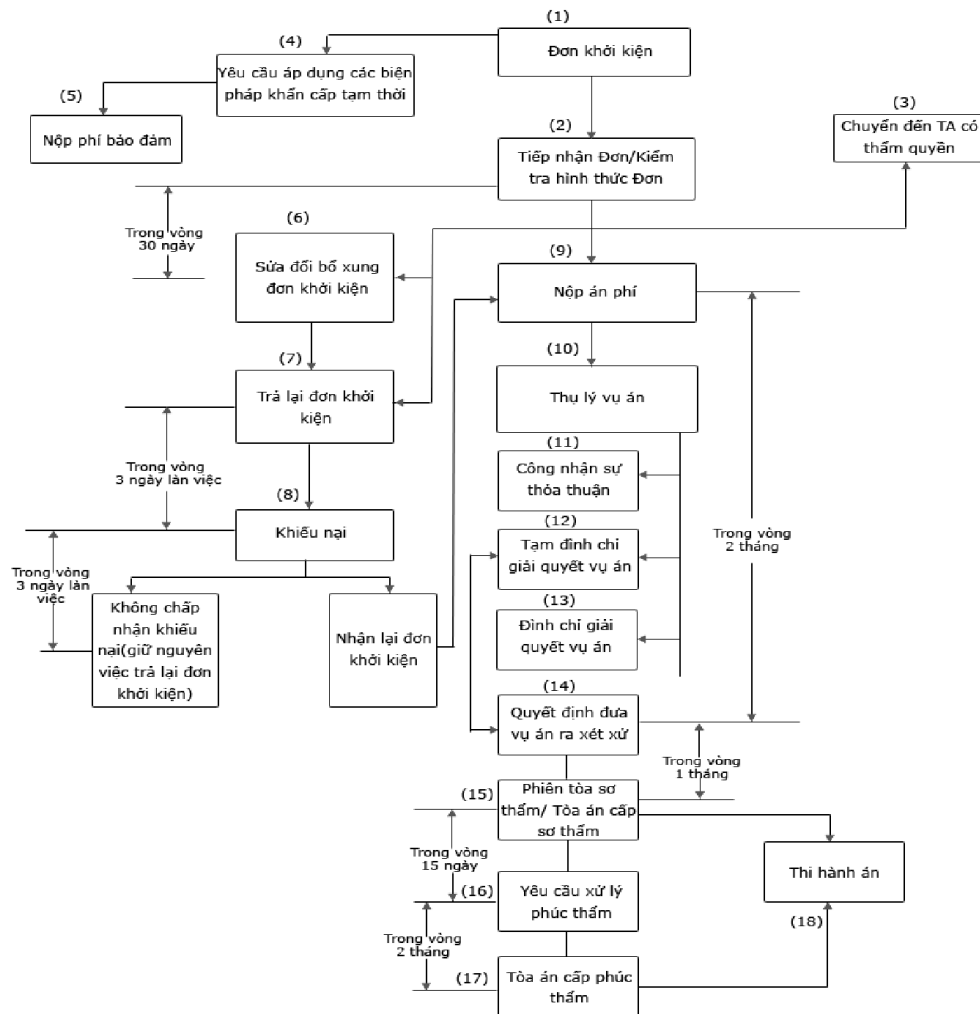 (1)
Đơn khởi kiện
(4)
Yêu cầu áp dụng các biện
pháp khẩn cấp tạm thời
(5)
Nộp phí bảo đảm
(2)
Tiếp nhận Đơn/Kiểm
tra hình thức Đơn
(3)
Chuyển đến TA có
thẩm quyền
Trong vòng
30 ngày
(6)
Sửa đổi bổ xung
đơn khởi kiện
(9)
Nộp án phí
(7)
Trả lại đơn khởi
kiện
(10)
Thụ lý vụ án
Trong vòng
3 ngày làn việc
(11)
Công nhận sự
thỏa thuận
(8)
Khiếu nại
(12)
Tạm đình chỉ
giải quyết vụ án
Trong vòng
2 tháng
Trong vòng
3 ngày làn
việc
Không chấp
nhận khiếu
nại(giữ nguyên
việc trả lại đơn
khởi kiện)
Nhận lại đơn
khởi kiện
(13)
Đình chỉ giải
quyết vụ án
(14)
Quyết định đưa
vụ án ra xét xử
Trong vòng
1 tháng
(15)
Phiên tòa sơ
thẩm/ Tòa án cấp
sơ thẩm
Trong vòng
15 ngày
Thi hành án
(16)
Yêu cầu xử lý
phúc thẩm
(18)
Trong vòng
2 tháng
(17)
Tòa án cấp phúc
thẩm